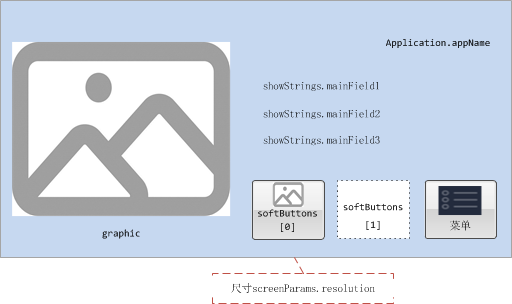 Application.appName
showStrings.mainField1
showStrings.mainField2
showStrings.mainField3
graphic
softButtons
[0]
softButtons
[1]
菜单
尺寸screenParams.resolution